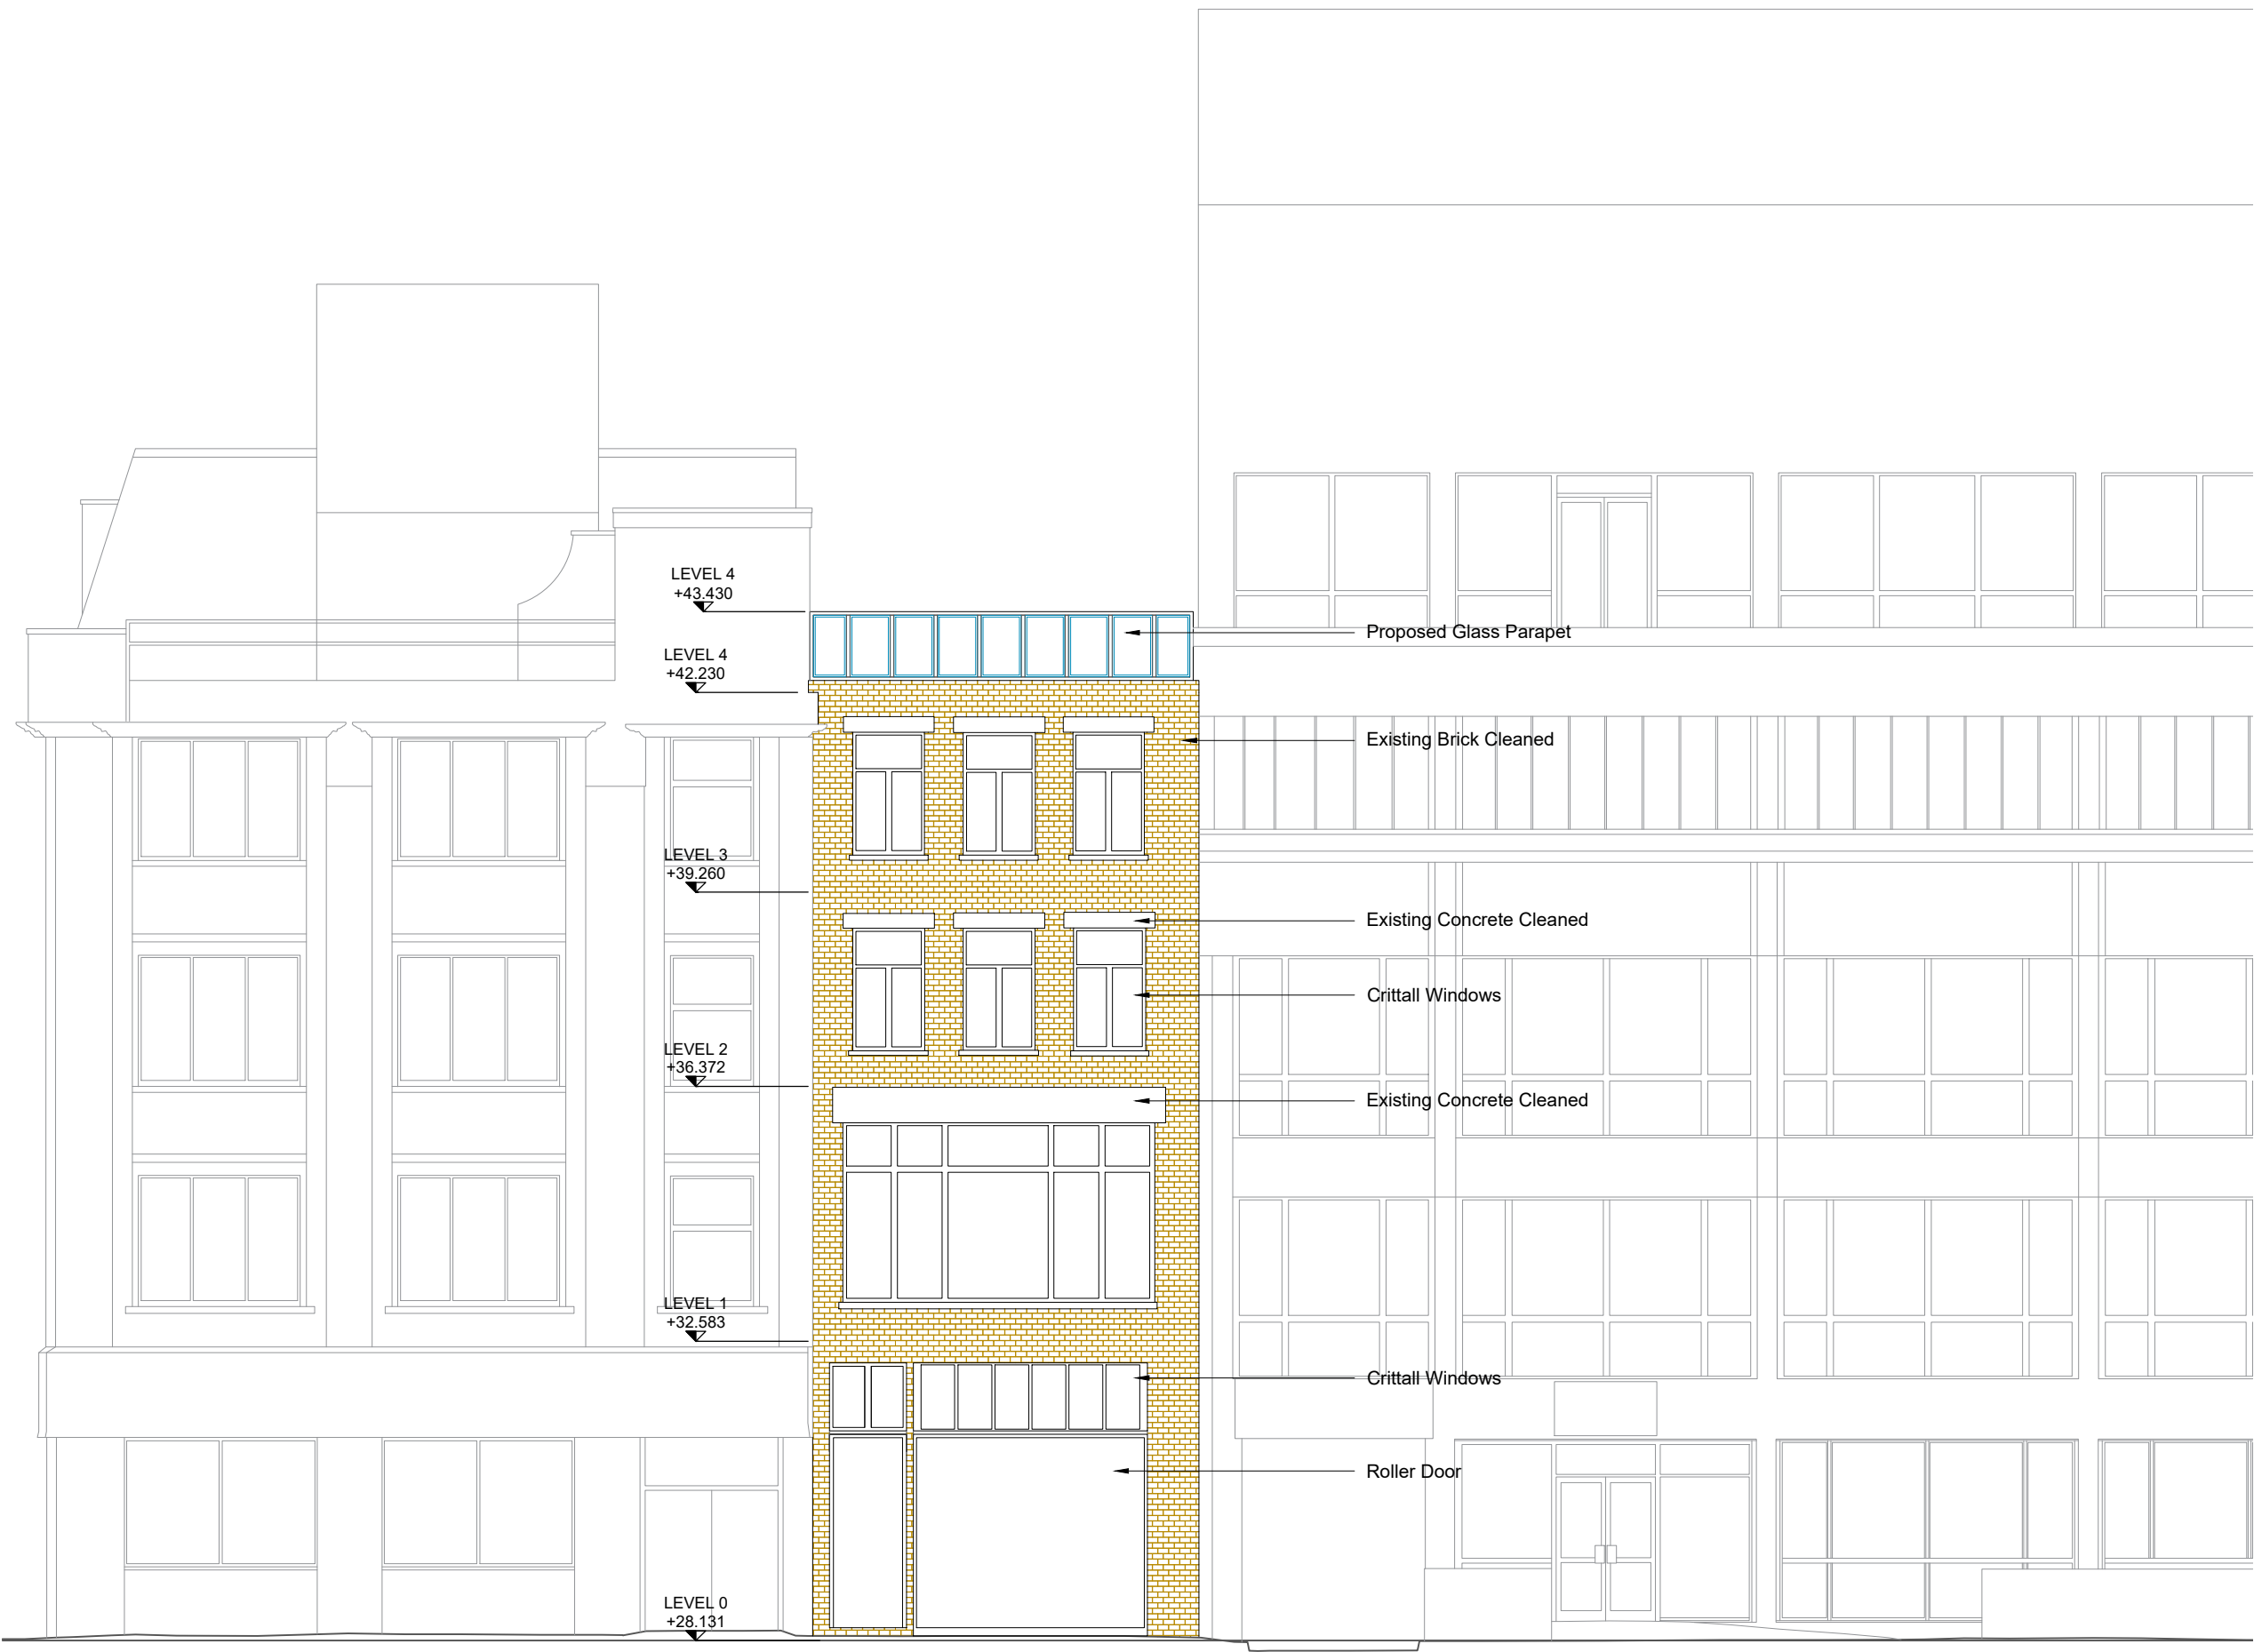 LEVEL 4
+43.430
Proposed Glass Parapet
LEVEL 4
+42.230
Existing Brick Cleaned
LEVEL 3
+39.260
Existing Concrete Cleaned
Crittall Windows
LEVEL 2
+36.372
Existing Concrete Cleaned
LEVEL 1
+32.583
Crittall Windows
Roller Door
LEVEL 0
+28.131